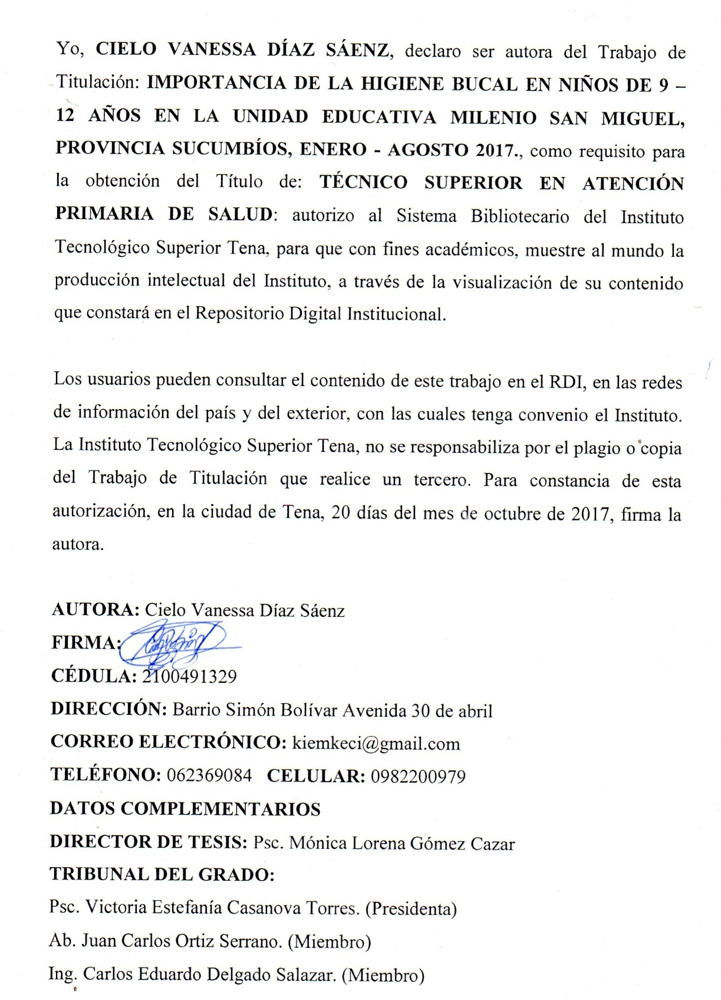 Yo, CIELO VANESSA DÍAZ SÁENZ, declaro ser autora del Trabajo de
Titulación: IMPORTANCIA DE LA HIGIENE BUCAL EN NIÑOS DE 9 –
12 AÑOS EN LA UNIDAD EDUCATIVA MILENIO SAN MIGUEL,
PROVINCIA SUCUMBÍOS, ENERO - AGOSTO 2017., como requisito para
la obtención del Título de: TÉCNICO SUPERIOR EN ATENCIÓN
PRIMARIA DE SALUD: autorizo al Sistema Bibliotecario del Instituto
Tecnológico Superior Tena, para que con fines académicos, muestre al mundo la
producción intelectual del Instituto, a través de la visualización de su contenido
que constará en el Repositorio Digital Institucional.
Los usuarios pueden consultar el contenido de este trabajo en el RDI, en las redes
de información del país y del exterior, con las cuales tenga convenio el Instituto.
La Instituto Tecnológico Superior Tena, no se responsabiliza por el plagio o copia
del Trabajo de Titulación que realice un tercero. Para constancia de esta
autorización, en la ciudad de Tena, 20 días del mes de octubre de 2017, firma la
autora.
AUTORA: Cielo Vanessa Díaz Sáenz
FIRMA:
CÉDULA: 2100491329
DIRECCIÓN: Barrio Simón Bolívar Avenida 30 de abril
CORREO ELECTRÓNICO: kiemkeci@gmail.com
TELÉFONO: 062369084 CELULAR: 0982200979
DATOS COMPLEMENTARIOS
DIRECTOR DE TESIS: Psc. Mónica Lorena Gómez Cazar
TRIBUNAL DEL GRADO:
Psc. Victoria Estefanía Casanova Torres. (Presidenta)
Ab. Juan Carlos Ortiz Serrano. (Miembro)
Ing. Carlos Eduardo Delgado Salazar. (Miembro)